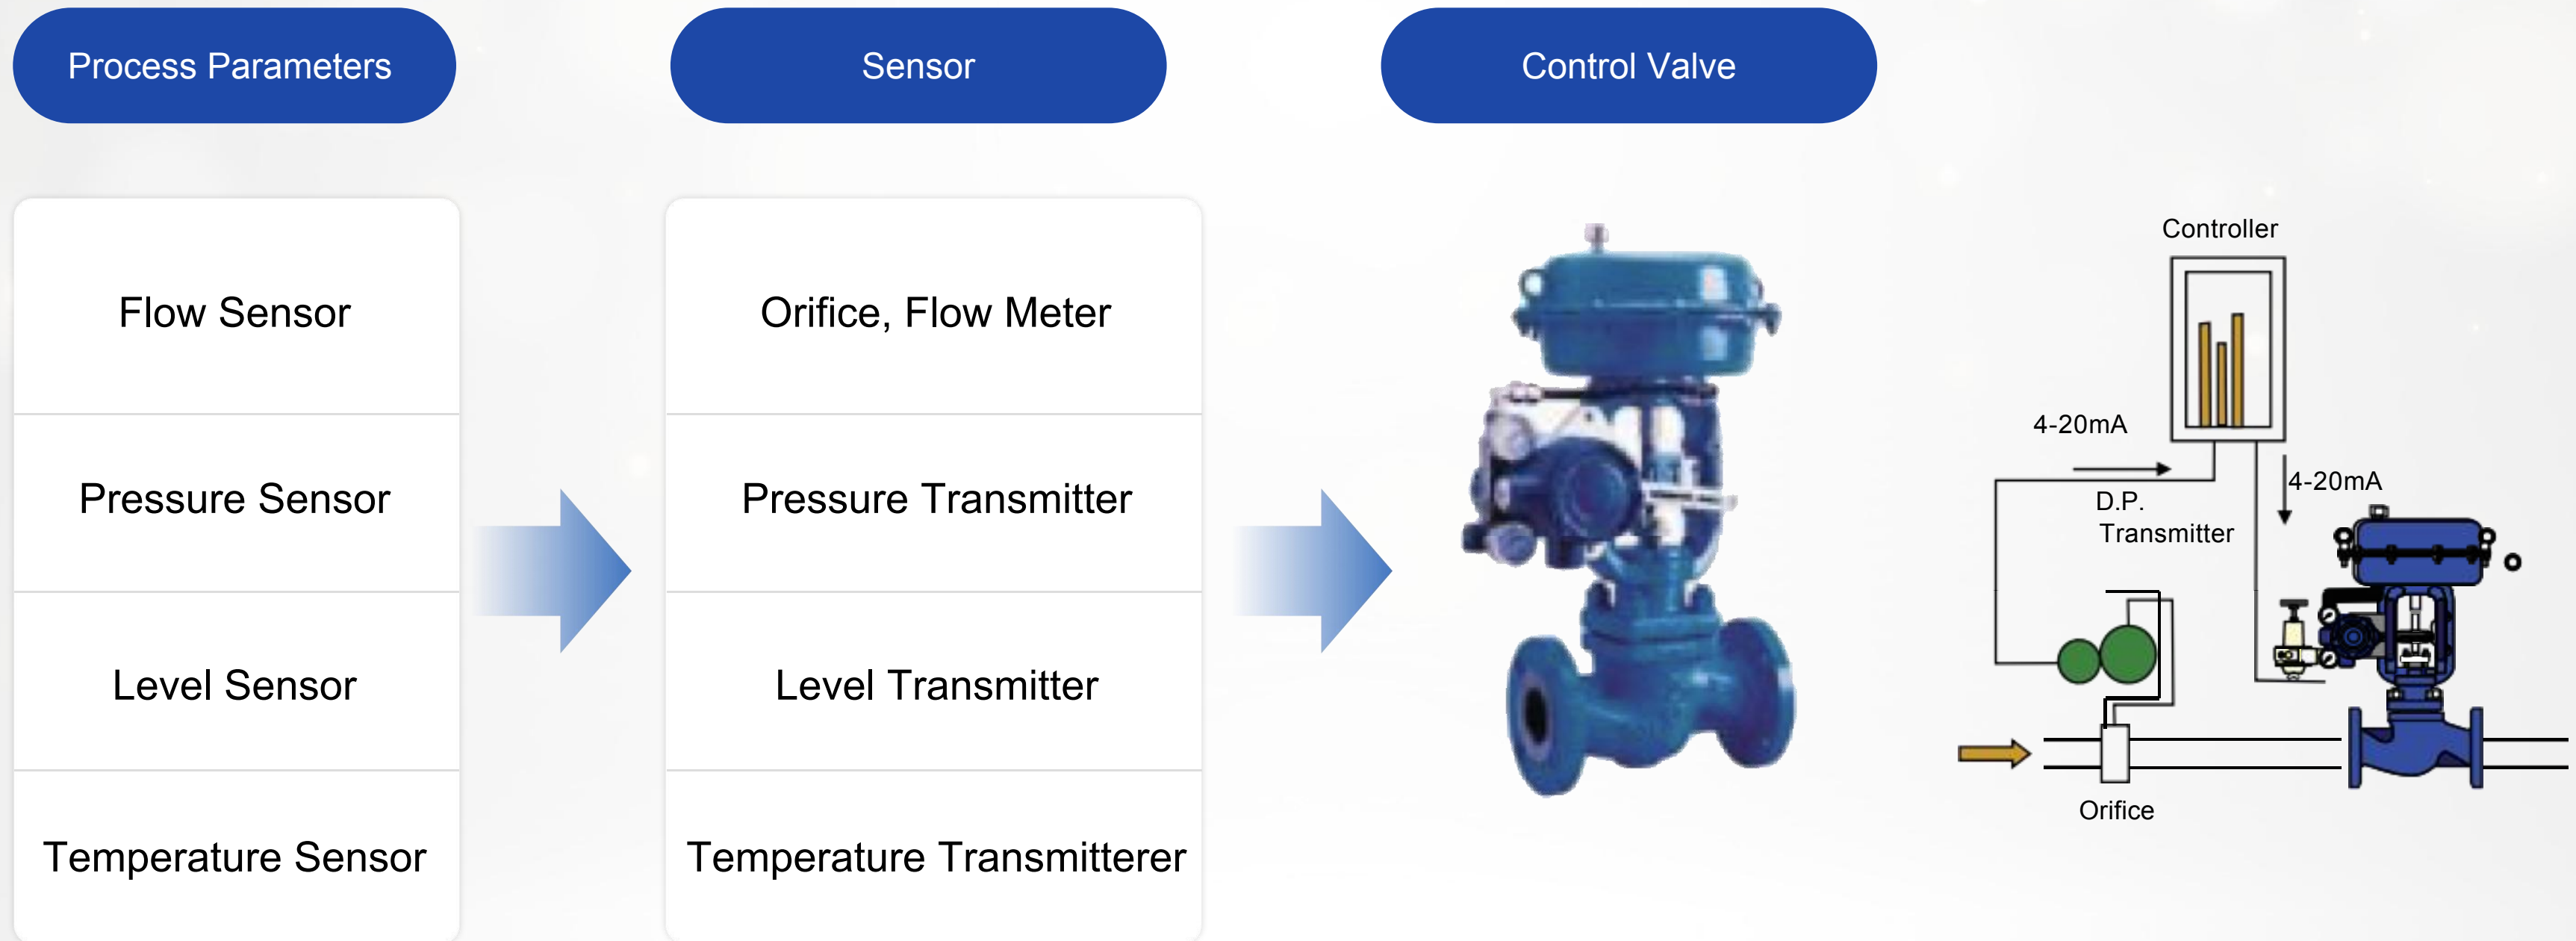 Process Parameters
Sensor
Control Valve
Flow Sensor
Orifice, Flow Meter
Pressure Sensor
Pressure Transmitter
Level Sensor
Level Transmitter
Temperature Sensor
Temperature Transmitterer
Controller
4-20mA
4-20mA
D.P.
Transmitter
Orifice